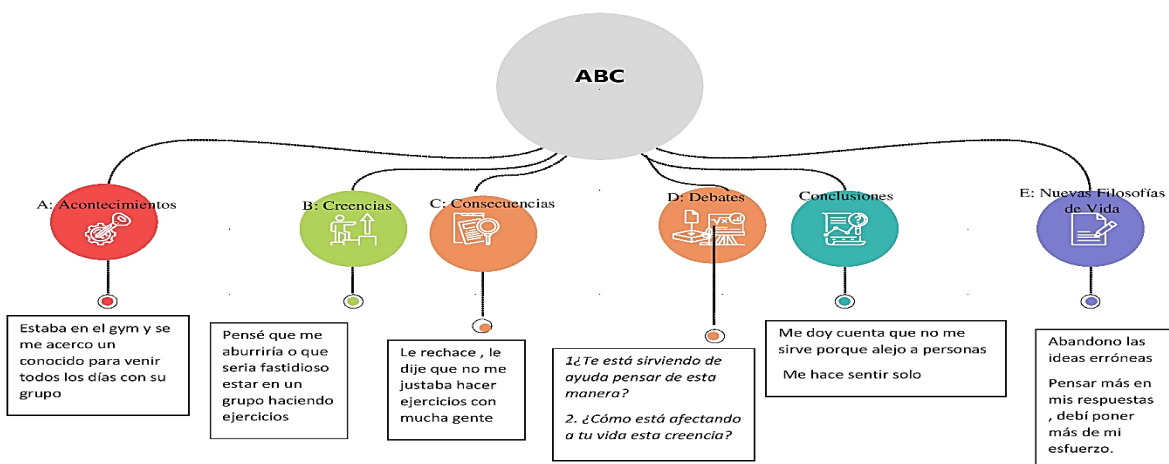 ABC
A: Acontecimientos
B: Creencias
C: Consecuencias
D: Debates
Conclusiones
E: Nuevas Filosofías
de Vida
Estaba en el gym y se
me acerco un
conocido para venir
todos los días con su
grupo
Pensé que me
aburriría o que
seria fastidioso
estar en un
grupo haciendo
ejercicios
Le rechace , le
dije que no me
justaba hacer
ejercicios con
mucha gente
1¿Te está sirviendo de
ayuda pensar de esta
manera?
2. ¿Cómo está afectando
a tu vida esta creencia?
Me doy cuenta que no me
sirve porque alejo a personas
Me hace sentir solo
Abandono las
ideas erróneas
Pensar más en
mis respuestas
, debí poner
más de mi
esfuerzo.